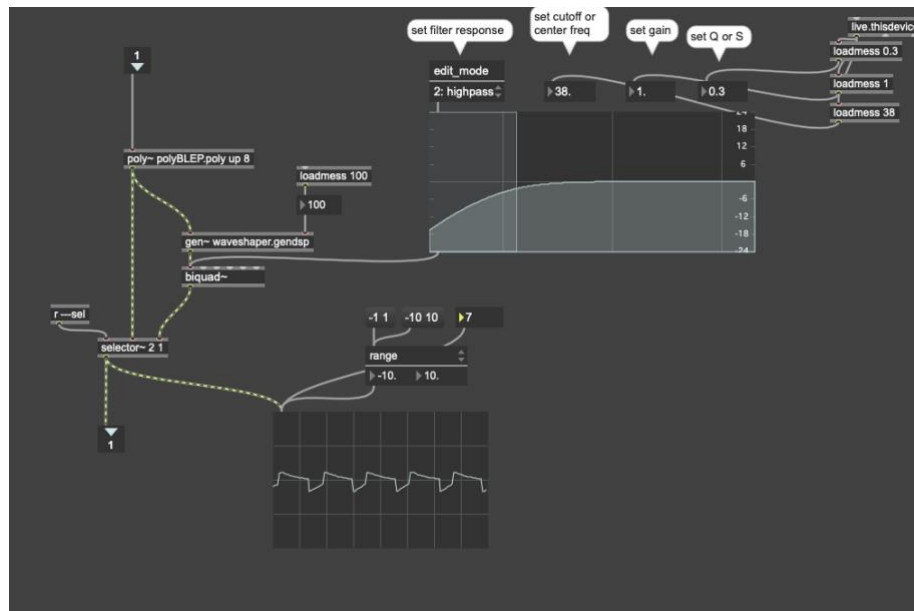 set filter response
set cutoff or
center freq
set gain
set Q or S
live.thisdevice
loadmess 0.3
loadmess 1
loadmess 38
1
edit_mode
2: highpass
38.
1.
0.3
24
18
12
6
-6
-12
-18
-24
poly~ polyBLEP.poly up 8
loadmess 100
100
gen~ waveshaper.gendsp
biquad~
r ---sel
selector~ 2 1
-1 1
-10 10
7
range
-10.
10.
1